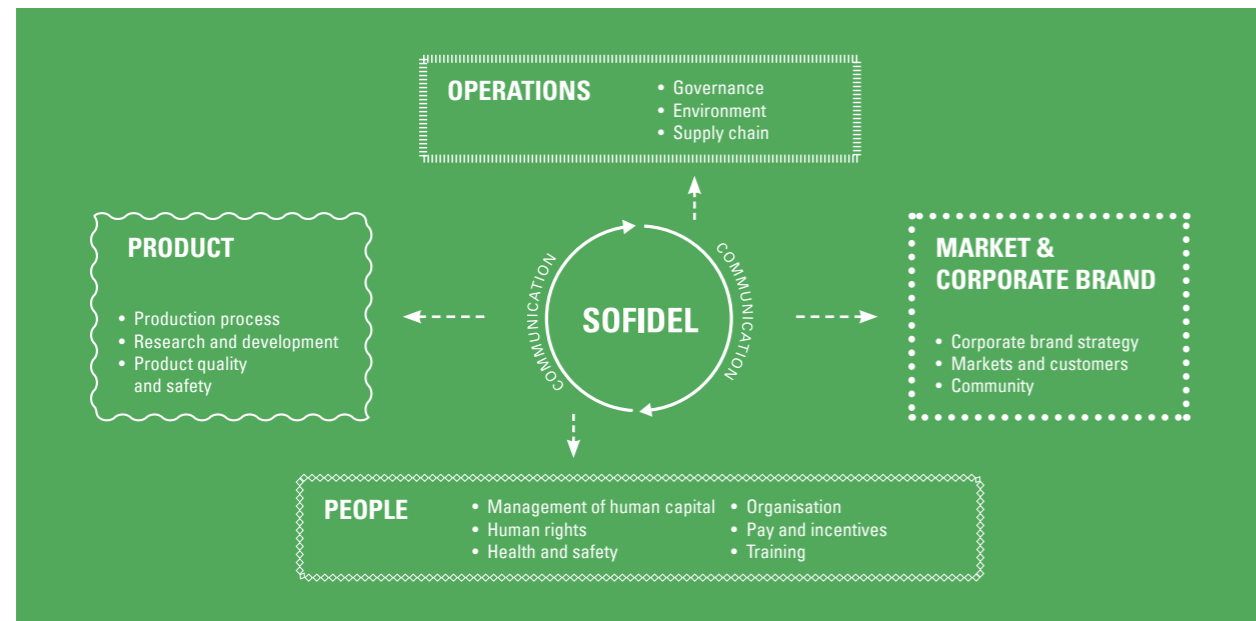 OPERATIONS
• Governance
• Environment
• Supply chain
PRODUCT
• Production process
• Research and development
• Product quality
and safety
COMMUNICATION
SOFIDEL
COMMUNICATION
MARKET &
CORPORATE BRAND
• Corporate brand strategy
• Markets and customers
• Community
PEOPLE
• Management of human capital
• Human rights
• Health and safety
• Organisation
• Pay and incentives
• Training